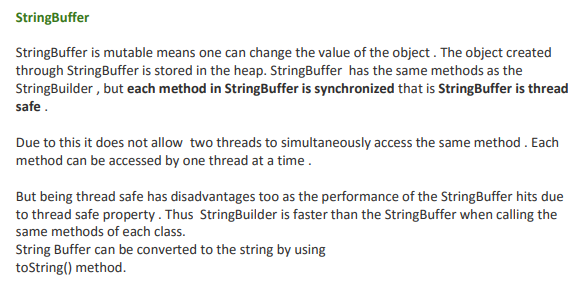 StringBuffer
StringBuffer is mutable means one can change the value of the object . The object created
through StringBuffer is stored in the heap. StringBuffer  has the same methods as the
StringBuilder , but each method in StringBuffer is synchronized that is StringBuffer is thread
safe .
Due to this it does not allow  two threads to simultaneously access the same method . Each
method can be accessed by one thread at a time .
But being thread safe has disadvantages too as the performance of the StringBuffer hits due
to thread safe property . Thus  StringBuilder is faster than the StringBuffer when calling the
same methods of each class.
String Buffer can be converted to the string by using
toString() method.